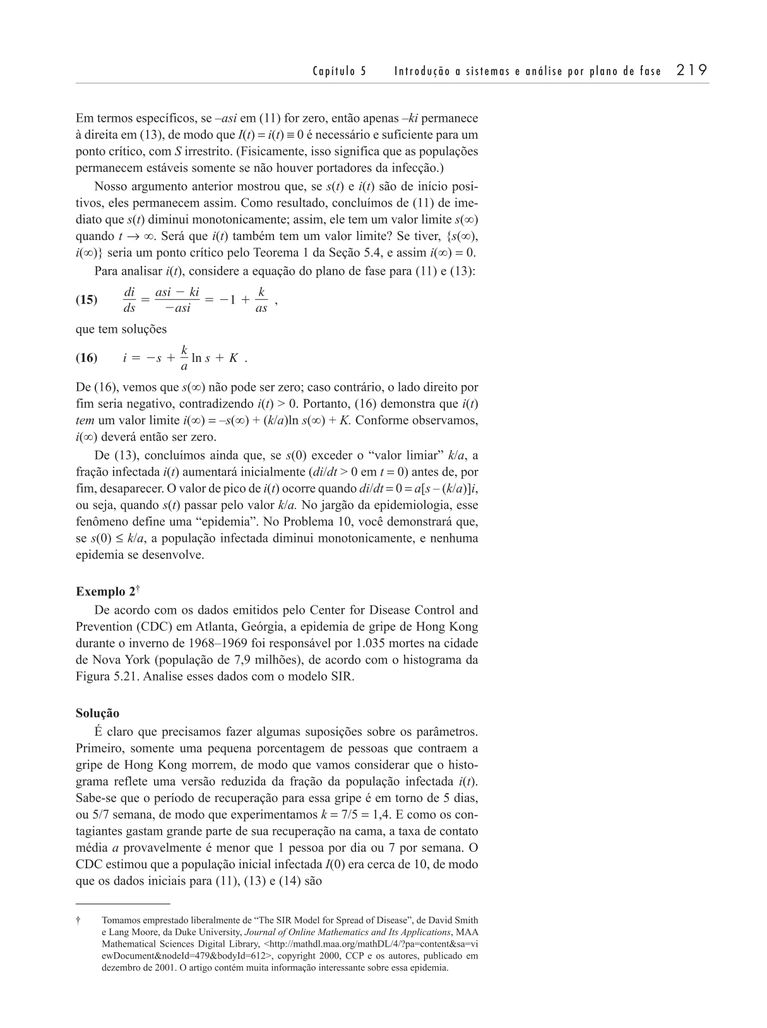 Capítulo 5 Introdução a sistemas e análise por plano de fase 219
Em termos específicos, se –asi em (11) for zero, então apenas –ki permanece
à direita em (13), de modo que I(t) = i(t) ≡ 0 é necessário e suficiente para um
ponto crítico, com S irrestrito. (Fisicamente, isso significa que as populações
permanecem estáveis somente se não houver portadores da infecção.)
Nosso argumento anterior mostrou que, se s(t) e i(t) são de início posi-
tivos, eles permanecem assim. Como resultado, concluímos de (11) de ime-
diato que s(t) diminui monotonicamente; assim, ele tem um valor limite s(∞)
quando t → ∞. Será que i(t) também tem um valor limite? Se tiver, {s(∞),
i(∞)} seria um ponto crítico pelo Teorema 1 da Seção 5.4, e assim i(∞) = 0.
Para analisar i(t), considere a equação do plano de fase para (11) e (13):
(15) di/ds = (asi − ki)/(−asi) = −1 + k/(as) ,
que tem soluções
(16) i = −s + k/a ln s + K .
De (16), vemos que s(∞) não pode ser zero; caso contrário, o lado direito por
fim seria negativo, contradizendo i(t) > 0. Portanto, (16) demonstra que i(t)
tem um valor limite i(∞) = –s(∞) + (k/a)ln s(∞) + K. Conforme observamos,
i(∞) deverá então ser zero.
De (13), concluímos ainda que, se s(0) exceder o “valor limiar” k/a, a
fração infectada i(t) aumentará inicialmente (di/dt > 0 em t = 0) antes de, por
fim, desaparecer. O valor de pico de i(t) ocorre quando di/dt = 0 = a[s – (k/a)]i,
ou seja, quando s(t) passar pelo valor k/a. No jargão da epidemiologia, esse
fenômeno define uma “epidemia”. No Problema 10, você demonstrará que,
se s(0) ≤ k/a, a população infectada diminui monotonicamente, e nenhuma
epidemia se desenvolve.
Exemplo 2†
De acordo com os dados emitidos pelo Center for Disease Control and
Prevention (CDC) em Atlanta, Geórgia, a epidemia de gripe de Hong Kong
durante o inverno de 1968–1969 foi responsável por 1.035 mortes na cidade
de Nova York (população de 7,9 milhões), de acordo com o histograma da
Figura 5.21. Analise esses dados com o modelo SIR.
Solução
É claro que precisamos fazer algumas suposições sobre os parâmetros.
Primeiro, somente uma pequena porcentagem de pessoas que contraem a
gripe de Hong Kong morrem, de modo que vamos considerar que o histo-
grama reflete uma versão reduzida da fração da população infectada i(t).
Sabe-se que o período de recuperação para essa gripe é em torno de 5 dias,
ou 5/7 semana, de modo que experimentamos k = 7/5 = 1,4. E como os con-
tagiantes gastam grande parte de sua recuperação na cama, a taxa de contato
média a provavelmente é menor que 1 pessoa por dia ou 7 por semana. O
CDC estimou que a população inicial infectada I(0) era cerca de 10, de modo
que os dados iniciais para (11), (13) e (14) são
† Tomamos emprestado liberalmente de “The SIR Model for Spread of Disease”, de David Smith
e Lang Moore, da Duke University, Journal of Online Mathematics and Its Applications, MAA
Mathematical Sciences Digital Library, <http://mathdl.maa.org/mathDL/4/?pa=content&sa=vi
ewDocument&nodeId=479&bodyId=612>, copyright 2000, CCP e os autores, publicado em
dezembro de 2001. O artigo contém muita informação interessante sobre essa epidemia.